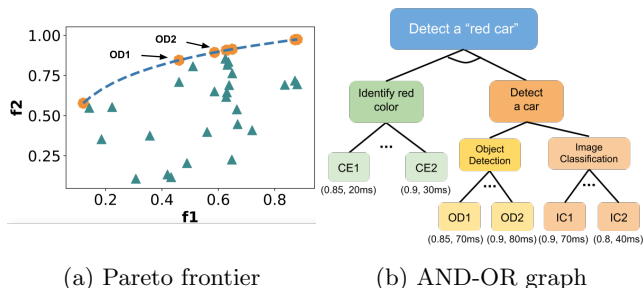 1.00
0.75
0.50
0.25
f2
OD1
OD2
0.2
0.4
0.6
0.8
f1
(a) Pareto frontier
Detect a “red car”
Identify red
color
Detect
a car
...
CE1
CE2
(0.85, 20ms)
(0.9, 30ms)
Object
Detection
Image
Classification
...
...
OD1
OD2
IC1
IC2
(0.85, 70ms)
(0.9, 80ms)
(0.9, 70ms)
(0.8, 40ms)
(b) AND-OR graph